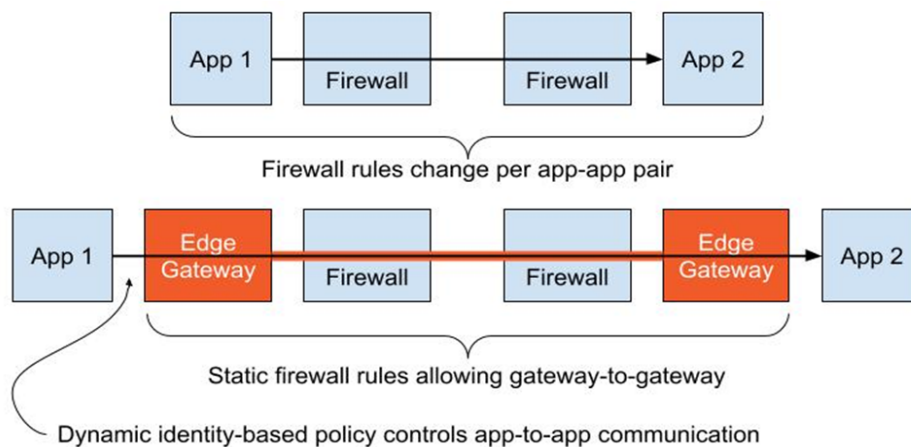 App 1
Firewall
Firewall
App 2
Firewall rules change per app-app pair
App 1
Edge
Gateway
Firewall
Firewall
Edge
Gateway
App 2
Static firewall rules allowing gateway-to-gateway
Dynamic identity-based policy controls app-to-app communication